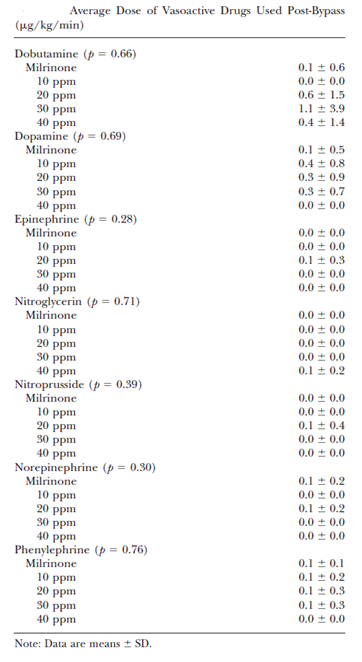 Average Dose of Vasoactive Drugs Used Post-Bypass
(μg/kg/min)
Dobutamine (p = 0.66)
Milrinone 0.1 ± 0.6
10 ppm 0.0 ± 0.0
20 ppm 0.6 ± 1.5
30 ppm 1.1 ± 3.9
40 ppm 0.4 ± 1.4
Dopamine (p = 0.69)
Milrinone 0.1 ± 0.5
10 ppm 0.4 ± 0.8
20 ppm 0.3 ± 0.9
30 ppm 0.3 ± 0.7
40 ppm 0.0 ± 0.0
Epinephrine (p = 0.28)
Milrinone 0.0 ± 0.0
10 ppm 0.0 ± 0.0
20 ppm 0.1 ± 0.3
30 ppm 0.0 ± 0.0
40 ppm 0.0 ± 0.0
Nitroglycerin (p = 0.71)
Milrinone 0.0 ± 0.0
10 ppm 0.0 ± 0.0
20 ppm 0.0 ± 0.0
30 ppm 0.0 ± 0.0
40 ppm 0.1 ± 0.2
Nitroprusside (p = 0.39)
Milrinone 0.0 ± 0.0
10 ppm 0.0 ± 0.0
20 ppm 0.1 ± 0.4
30 ppm 0.0 ± 0.0
40 ppm 0.0 ± 0.0
Norepinephrine (p = 0.30)
Milrinone 0.1 ± 0.2
10 ppm 0.0 ± 0.0
20 ppm 0.1 ± 0.2
30 ppm 0.0 ± 0.0
40 ppm 0.0 ± 0.0
Phenylephrine (p = 0.76)
Milrinone 0.1 ± 0.1
10 ppm 0.1 ± 0.2
20 ppm 0.1 ± 0.3
30 ppm 0.1 ± 0.3
40 ppm 0.0 ± 0.0
Note: Data are means ± SD.